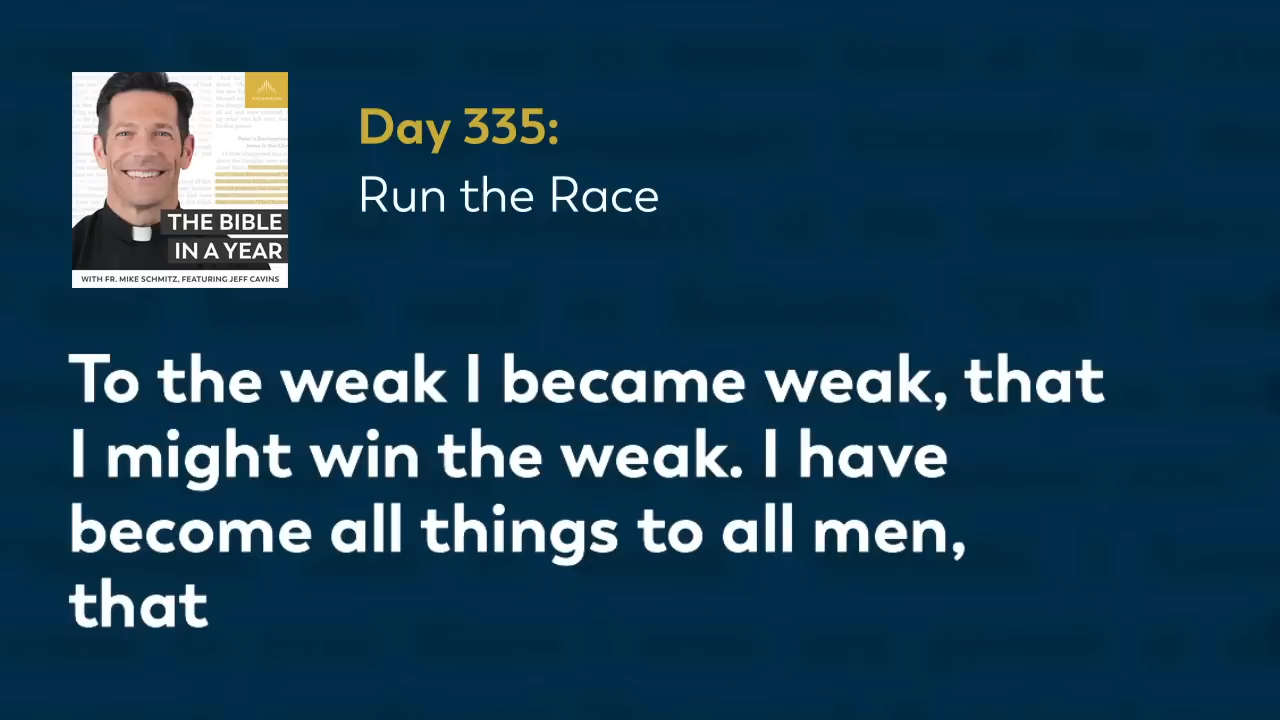 THE BIBLE
IN A YEAR
WITH FR. MIKE SCHMITZ, FEATURING JEFF CAVINS
Day 335:
Run the Race
To the weak I became weak, that
I might win the weak. I have
become all things to all men,
that